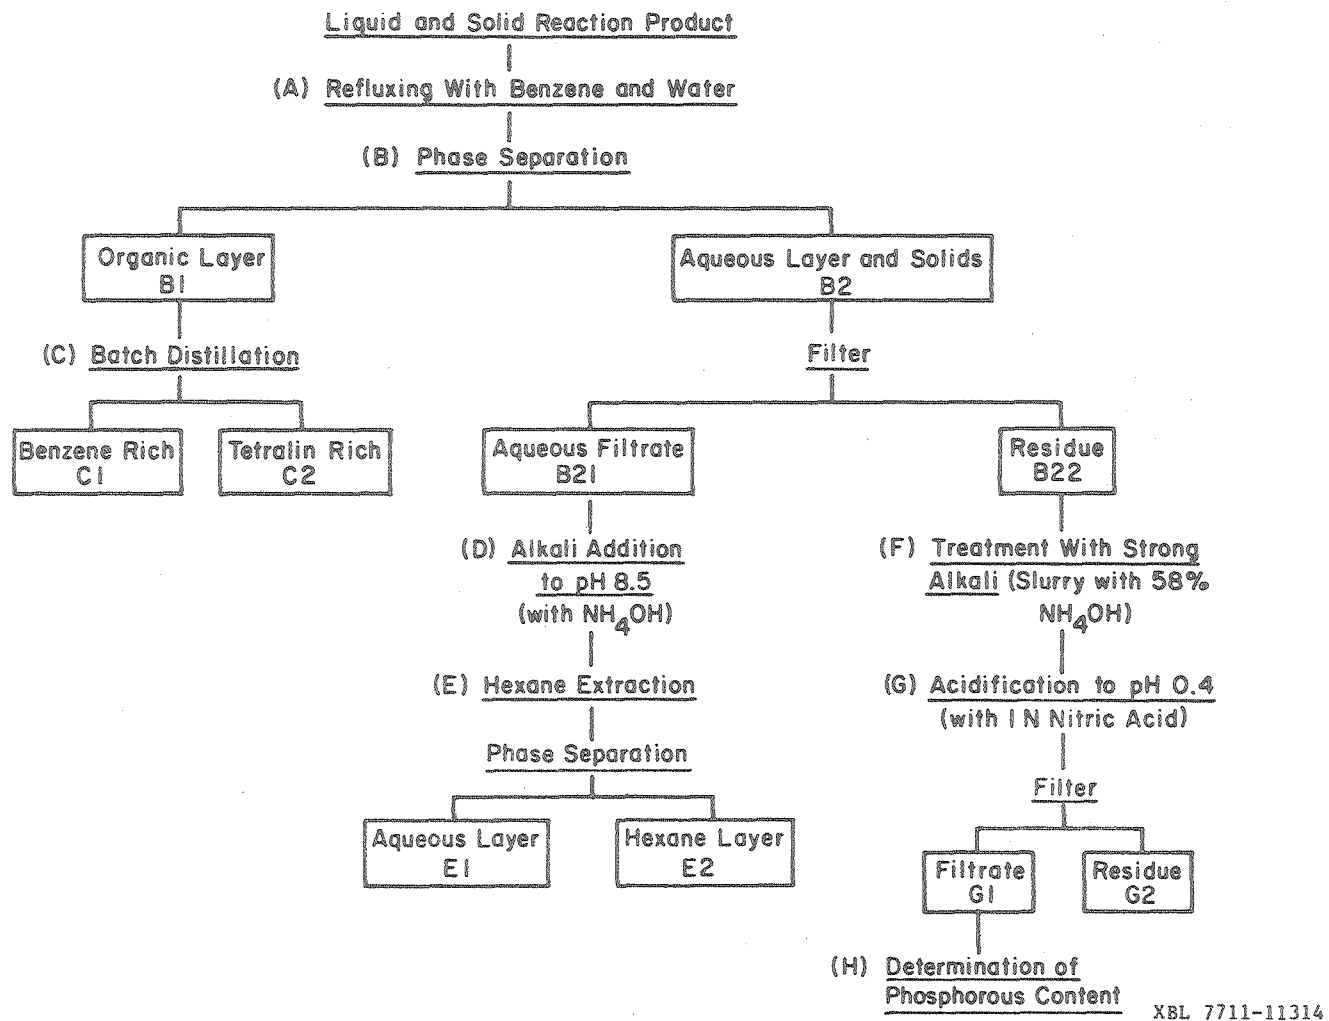 Liquid and Solid Reaction Product
(A) Refluxing With Benzene and Water
(B) Phase Separation
Organic Layer
B1
Aqueous Layer and Solids
B2
(C) Batch Distillation
Filter
Benzene Rich
C1
Tetralin Rich
C2
Aqueous Filtrate
B21
Residue
B22
(D) Alkali Addition
to pH 8.5
(with NH4OH)
(F) Treatment With Strong
Alkali (Slurry with 58%
NH4OH)
(E) Hexane Extraction
(G) Acidification to pH 0.4
(with 1 N Nitric Acid)
Phase Separation
Filter
Aqueous Layer
E1
Hexane Layer
E2
Filtrate
G1
Residue
G2
(H) Determination of
Phosphorous Content
XBL 7711-11314